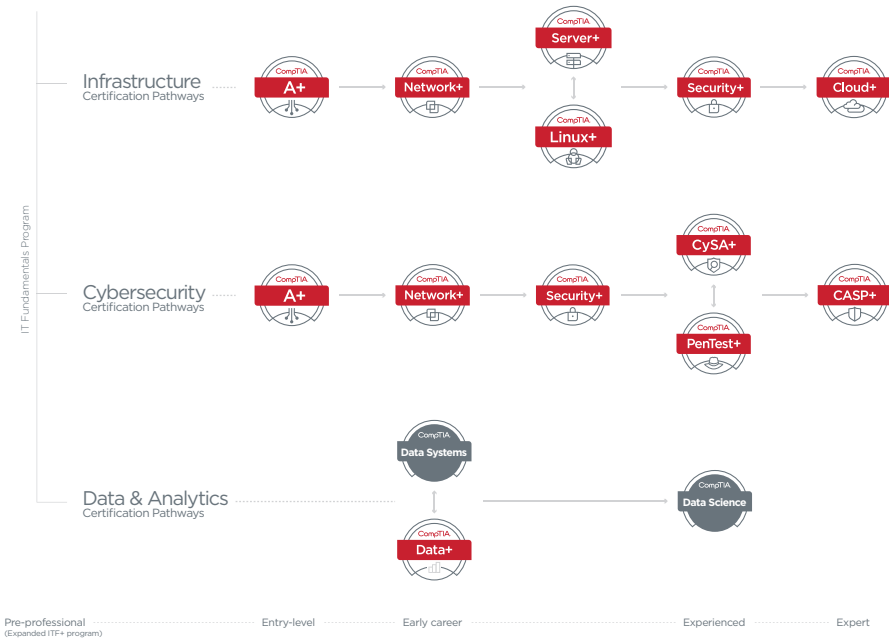 CompTIA
Server+
Infrastructure
Certification Pathways
CompTIA
A+
CompTIA
Network+
CompTIA
Linux+
CompTIA
Security+
CompTIA
Cloud+
IT Fundamentals Program
Cybersecurity
Certification Pathways
CompTIA
A+
CompTIA
Network+
CompTIA
Security+
CompTIA
CySA+
CompTIA
PenTest+
CompTIA
CASP+
Data & Analytics
Certification Pathways
CompTIA
Data Systems
CompTIA
Data+
CompTIA
Data Science
Pre-professional
(Expanded ITF+ program)
Entry-level
Early career
Experienced
Expert